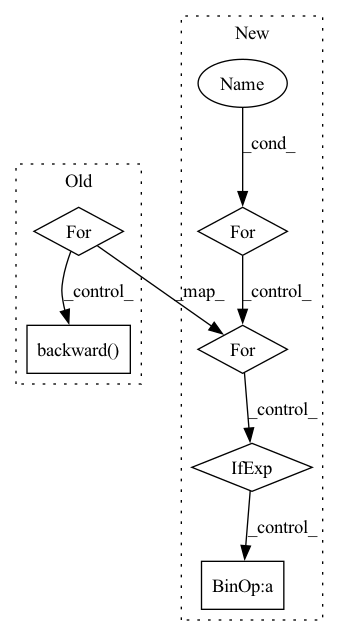 New
Name
_cond_
Old
For
For
_control_
_map_
_control_
backward()
For
_control_
IfExp
_control_
BinOp:a